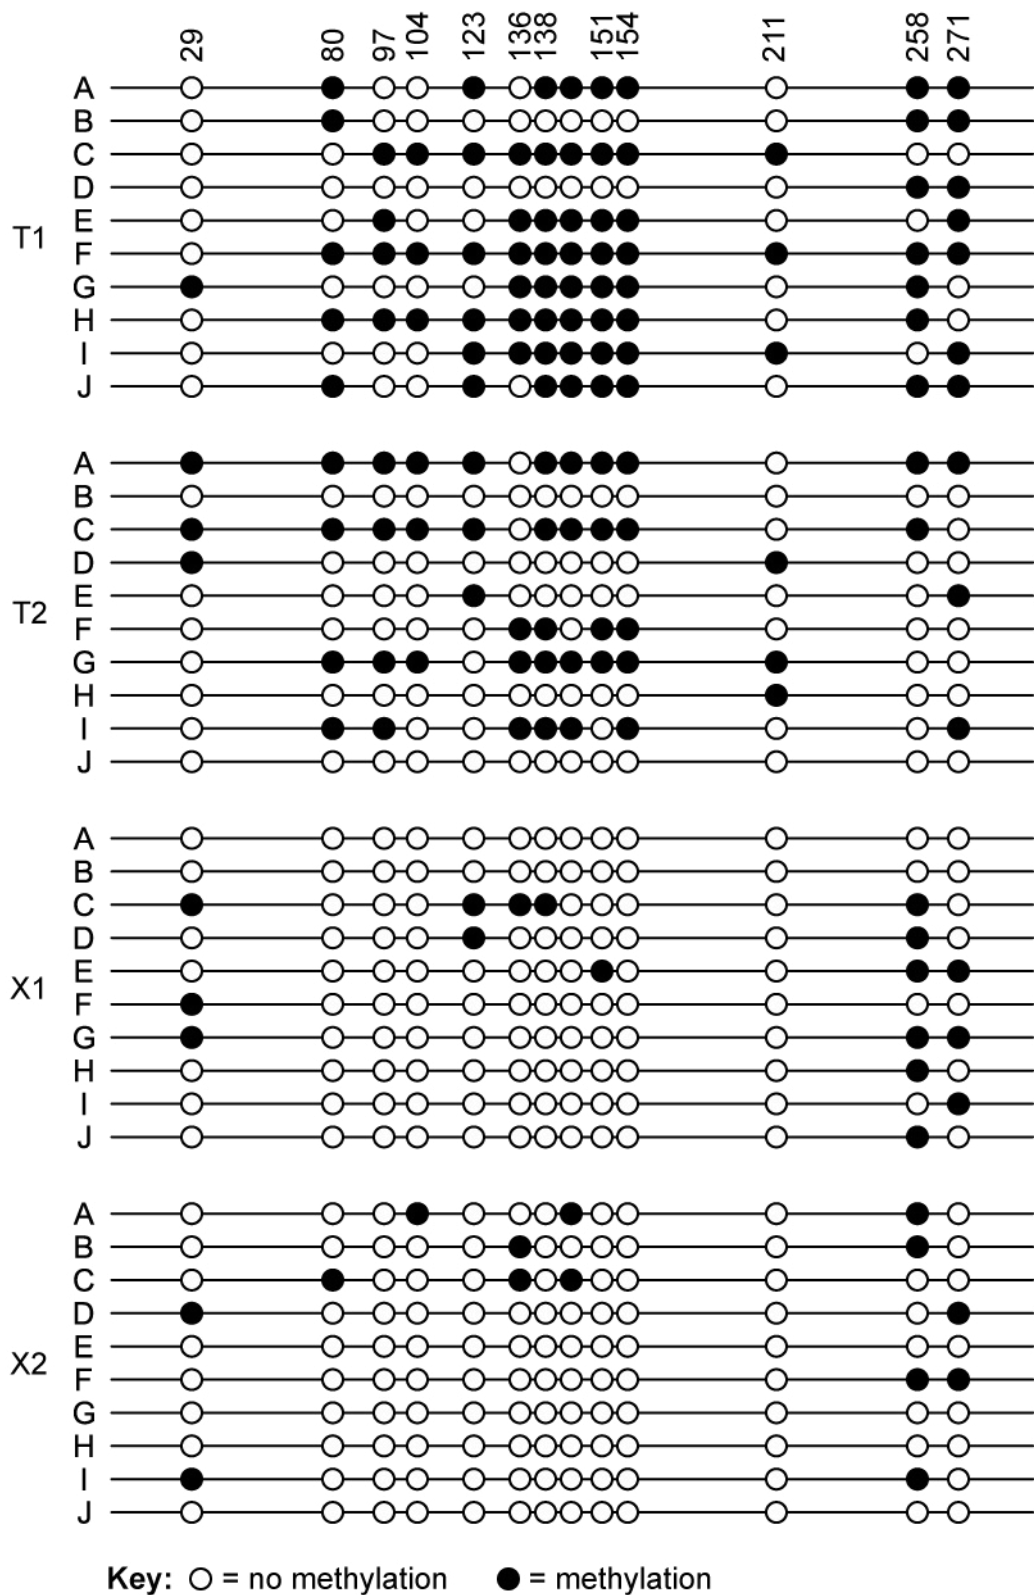 29 80 97 104 123 136 138 151 154 211 258 271
A
B
C
D
E
T1
F
G
H
I
J
A
B
C
D
E
T2
F
G
H
I
J
A
B
C
D
E
X1
F
G
H
I
J
A
B
C
D
E
X2
F
G
H
I
J
Key: = no methylation = methylation